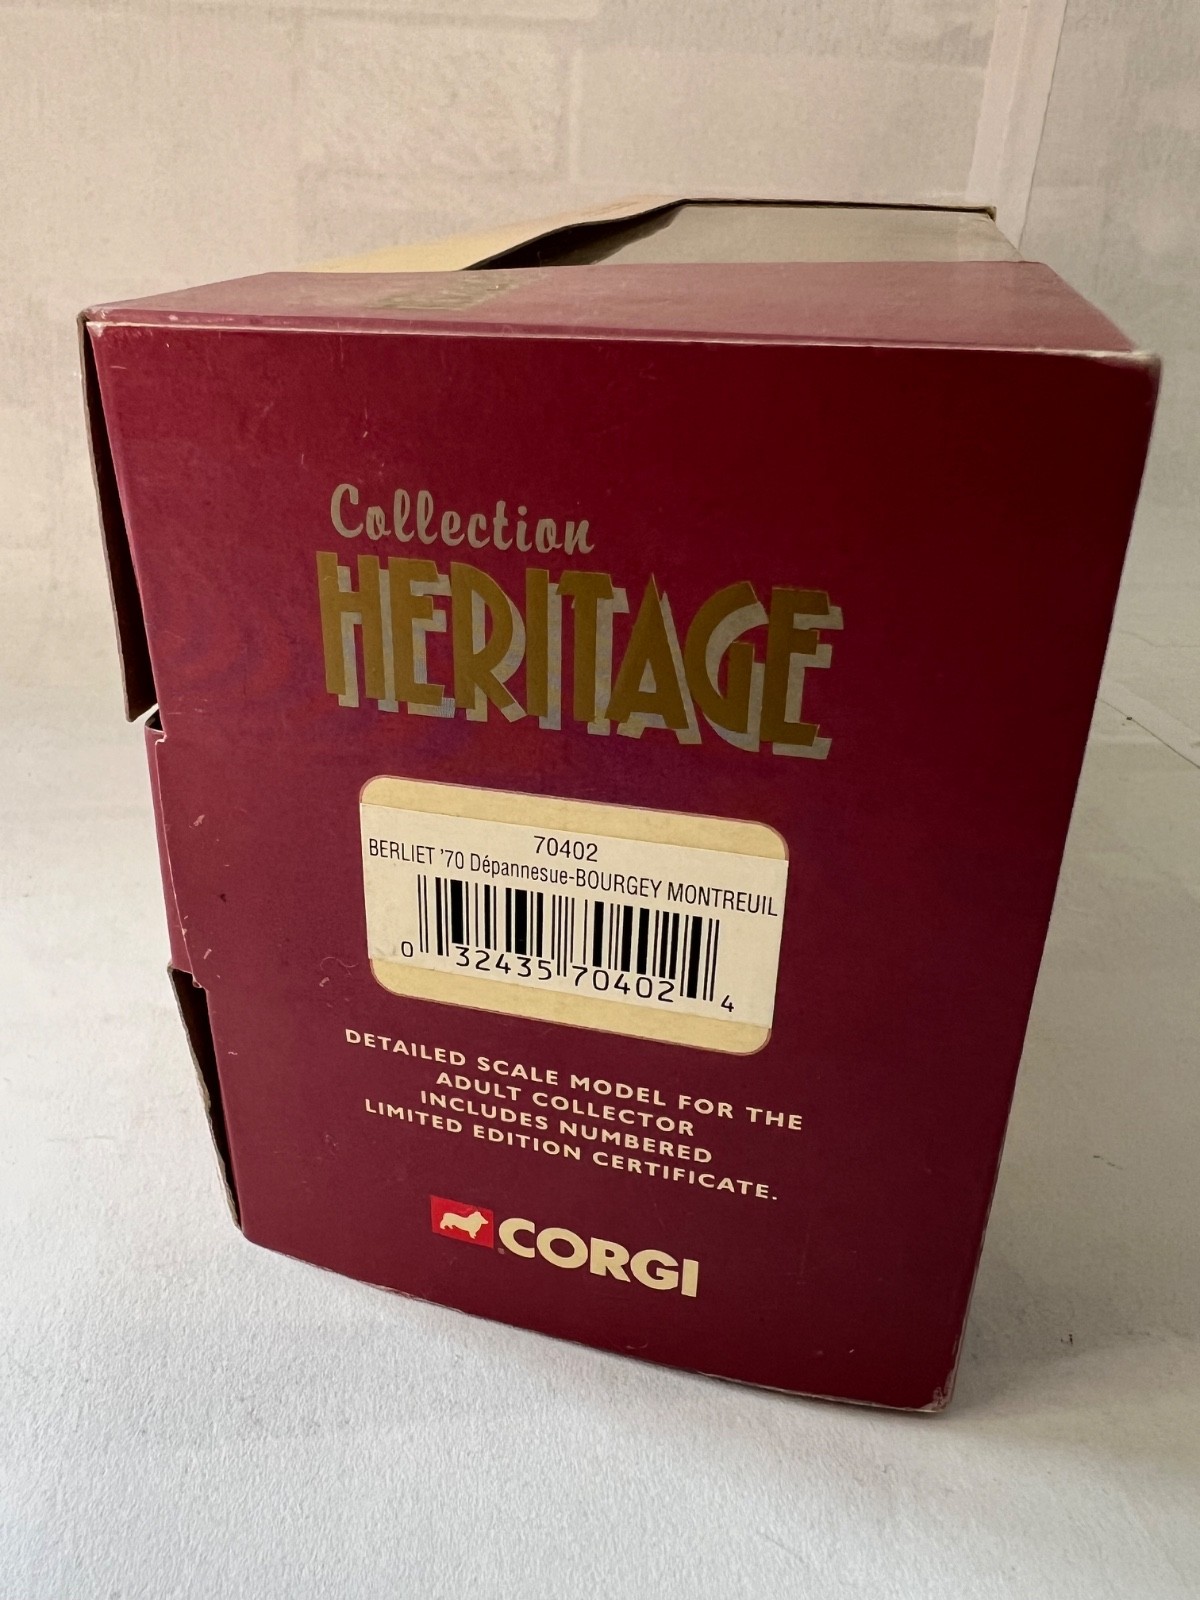 Collection
HERITAGE
70402
BERLIET '70 Dépannesue-BOURGEY MONTREUIL
0 32435 70402 4
DETAILED SCALE MODEL FOR THE
ADULT COLLECTOR
INCLUDES NUMBERED
LIMITED EDITION CERTIFICATE.
CORGI